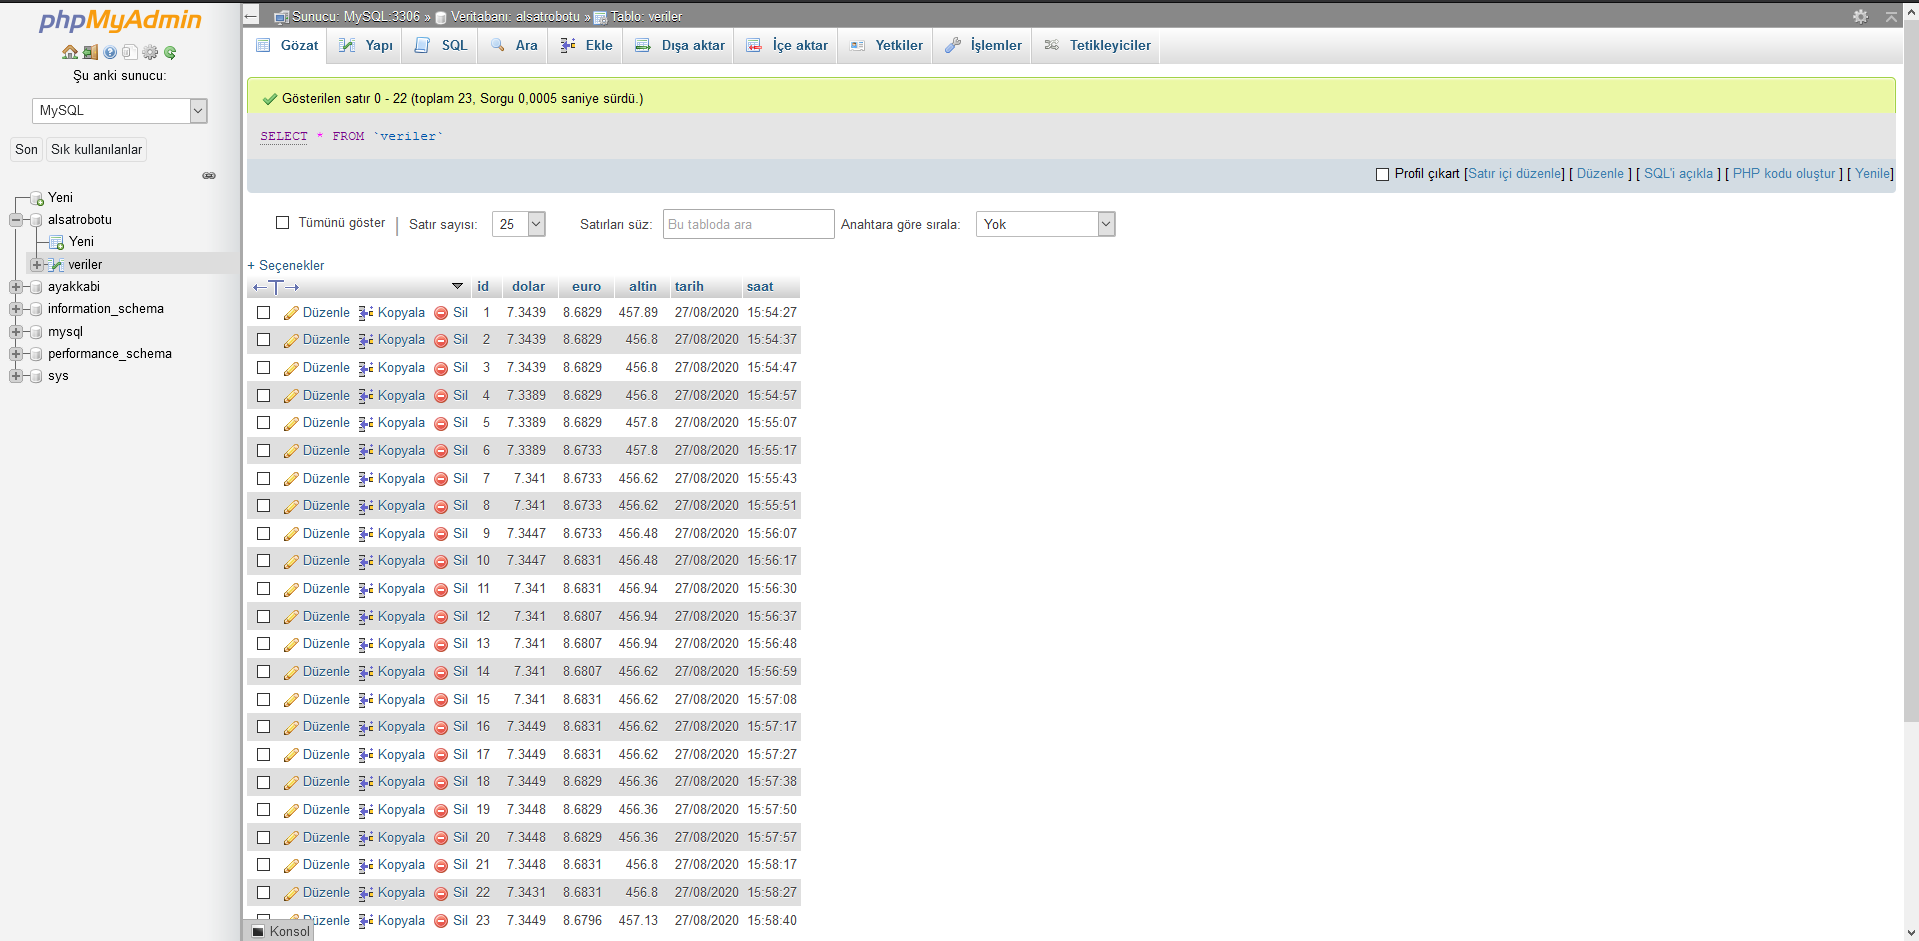 phpMyAdmin
Şu anki sunucu:
MySQL
Son Sık kullanılanlar
Yeni
alsatrobotu
Yeni
veriler
ayakkabi
information_schema
mysql
performance_schema
sys
Sunucu: MySQL:3306 » Veritabanı: alsatrobotu » Tablo: veriler
Gözat Yapı SQL Ara Ekle Dışa aktar İçe aktar Yetkiler İşlemler Tetikleyiciler
Gösterilen satır 0 - 22 (toplam 23, Sorgu 0,0005 saniye sürdü.)
SELECT * FROM `veriler`
Profil çıkart [Satır içi düzenle] [ Düzenle ] [ SQL'i açıkla ] [ PHP kodu oluştur ] [ Yenile]
Tümünü göster | Satır sayısı: 25 Satırları süz: Bu tabloda ara Anahtara göre sırala: Yok
+ Seçenekler
←T→ id dolar euro altin tarih saat
Düzenle Kopyala Sil 1 7.3439 8.6829 457.89 27/08/2020 15:54:27
Düzenle Kopyala Sil 2 7.3439 8.6829 456.8 27/08/2020 15:54:37
Düzenle Kopyala Sil 3 7.3439 8.6829 456.8 27/08/2020 15:54:47
Düzenle Kopyala Sil 4 7.3389 8.6829 456.8 27/08/2020 15:54:57
Düzenle Kopyala Sil 5 7.3389 8.6829 457.8 27/08/2020 15:55:07
Düzenle Kopyala Sil 6 7.3389 8.6733 457.8 27/08/2020 15:55:17
Düzenle Kopyala Sil 7 7.341 8.6733 456.62 27/08/2020 15:55:43
Düzenle Kopyala Sil 8 7.341 8.6733 456.62 27/08/2020 15:55:51
Düzenle Kopyala Sil 9 7.3447 8.6733 456.48 27/08/2020 15:56:07
Düzenle Kopyala Sil 10 7.3447 8.6831 456.48 27/08/2020 15:56:17
Düzenle Kopyala Sil 11 7.341 8.6831 456.94 27/08/2020 15:56:30
Düzenle Kopyala Sil 12 7.341 8.6807 456.94 27/08/2020 15:56:37
Düzenle Kopyala Sil 13 7.341 8.6807 456.94 27/08/2020 15:56:48
Düzenle Kopyala Sil 14 7.341 8.6807 456.62 27/08/2020 15:56:59
Düzenle Kopyala Sil 15 7.341 8.6831 456.62 27/08/2020 15:57:08
Düzenle Kopyala Sil 16 7.3449 8.6831 456.62 27/08/2020 15:57:17
Düzenle Kopyala Sil 17 7.3449 8.6831 456.62 27/08/2020 15:57:27
Düzenle Kopyala Sil 18 7.3449 8.6829 456.36 27/08/2020 15:57:38
Düzenle Kopyala Sil 19 7.3448 8.6829 456.36 27/08/2020 15:57:50
Düzenle Kopyala Sil 20 7.3448 8.6829 456.36 27/08/2020 15:57:57
Düzenle Kopyala Sil 21 7.3448 8.6831 456.8 27/08/2020 15:58:17
Düzenle Kopyala Sil 22 7.3431 8.6831 456.8 27/08/2020 15:58:27
Düzenle Kopyala Sil 23 7.3449 8.6796 457.13 27/08/2020 15:58:40
Konsol